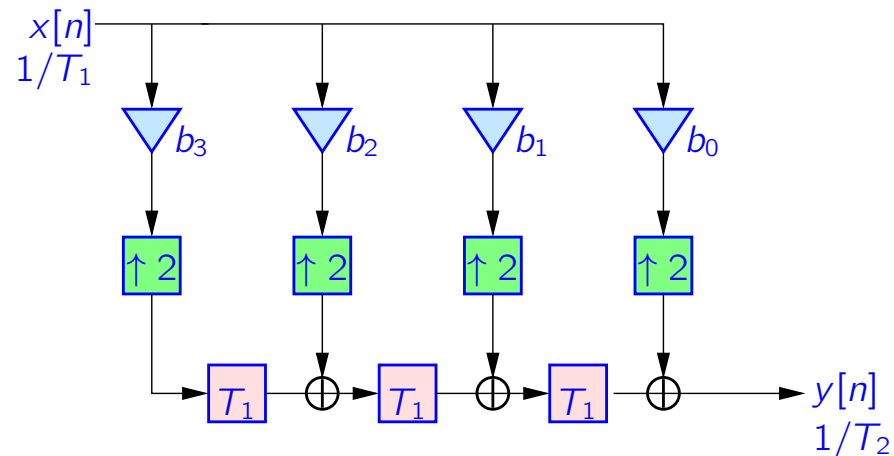 x[n]
1/T₁
b₃
b₂
b₁
b₀
↑ 2
↑ 2
↑ 2
↑ 2
T₁
T₁
T₁
y[n]
1/T₂